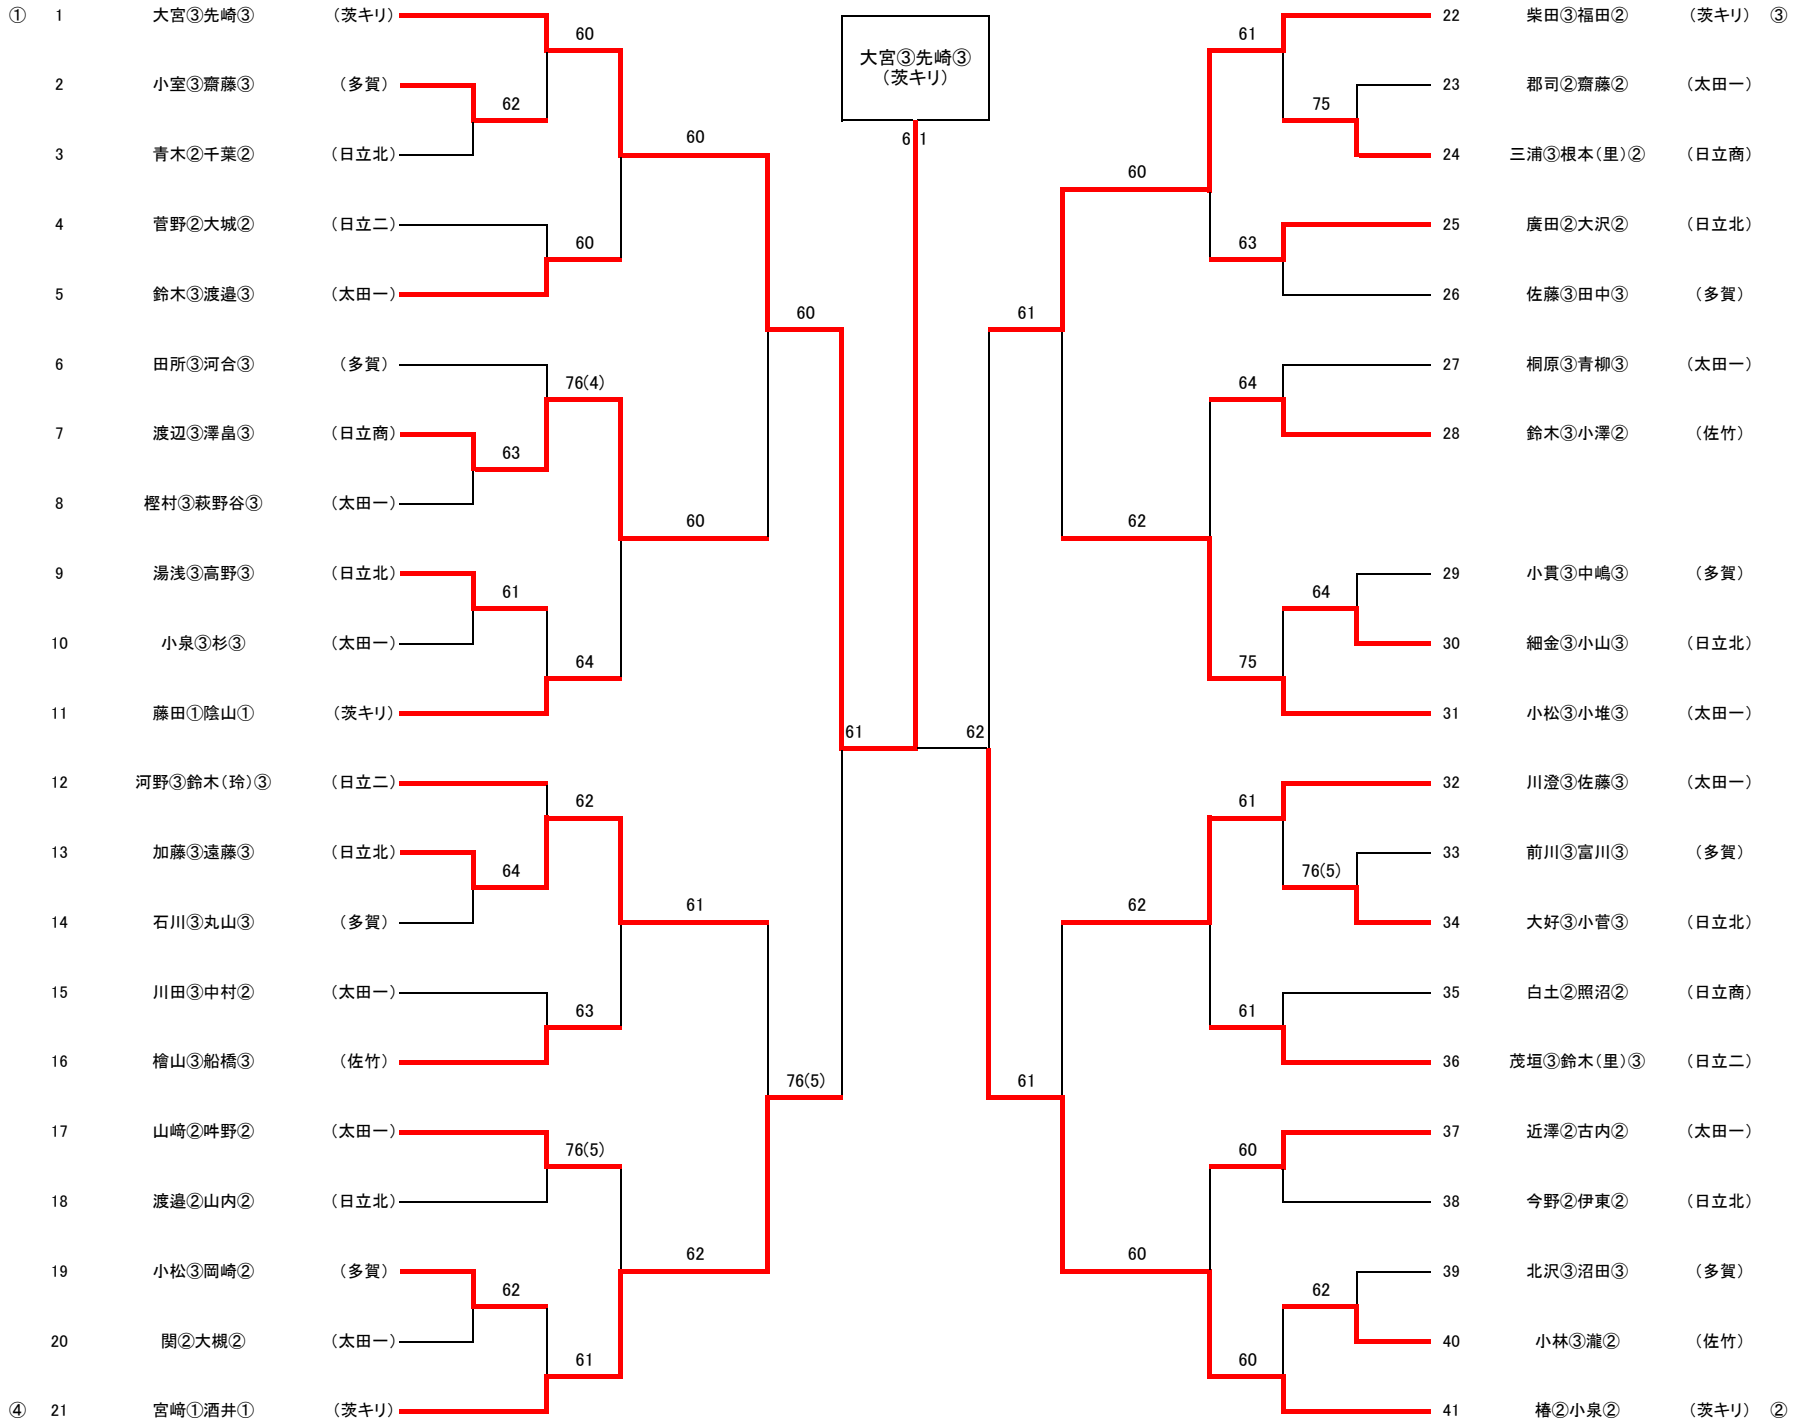 ① 1 大宮③先崎③ (茨キリ)
2 小室③齋藤③ (多賀)
3 青木②千葉② (日立北)
4 菅野②大城② (日立二)
5 鈴木③渡邉③ (太田一)
6 田所③河合③ (多賀)
7 渡辺③澤畠③ (日立商)
8 樫村③萩野谷③ (太田一)
9 湯浅③高野③ (日立北)
10 小泉③杉③ (太田一)
11 藤田①陰山① (茨キリ)
12 河野③鈴木(玲)③ (日立二)
13 加藤③遠藤③ (日立北)
14 石川③丸山③ (多賀)
15 川田③中村② (太田一)
16 檜山③船橋③ (佐竹)
17 山﨑②吽野② (太田一)
18 渡邉②山内② (日立北)
19 小松③岡崎② (多賀)
20 関②大槻② (太田一)
④ 21 宮﨑①酒井① (茨キリ)
60
62
60
76(4)
63
61
64
62
64
63
76(5)
62
61
60
60
61
62
60
76(5)
61
大宮③先崎③
(茨キリ)
6 1
62
61
61
60
62
62
60
61
75
63
64
64
75
61
76(5)
61
60
62
60
22 柴田③福田② (茨キリ) ③
23 郡司②齋藤② (太田一)
24 三浦③根本(里)② (日立商)
25 廣田②大沢② (日立北)
26 佐藤③田中③ (多賀)
27 桐原③青柳③ (太田一)
28 鈴木③小澤② (佐竹)
29 小貫③中嶋③ (多賀)
30 細金③小山③ (日立北)
31 小松③小堆③ (太田一)
32 川澄③佐藤③ (太田一)
33 前川③富川③ (多賀)
34 大好③小菅③ (日立北)
35 白土②照沼② (日立商)
36 茂垣③鈴木(里)③ (日立二)
37 近澤②古内② (太田一)
38 今野②伊東② (日立北)
39 北沢③沼田③ (多賀)
40 小林③瀧② (佐竹)
41 椿②小泉② (茨キリ) ②